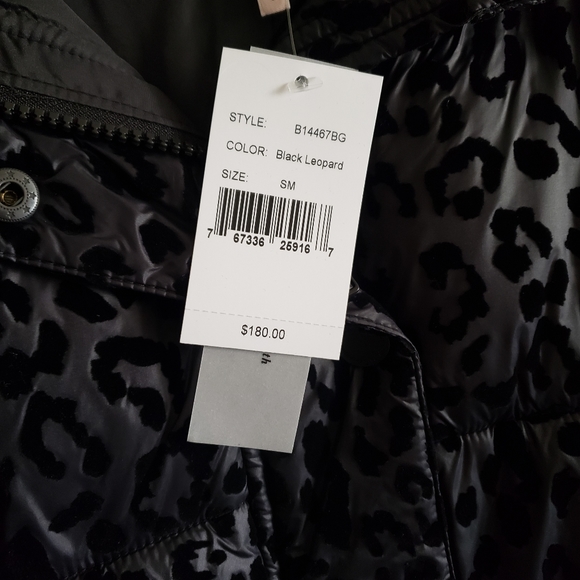 STYLE: B14467BG
COLOR: Black Leopard
SIZE: SM
7 67336 25916 7
$180.00